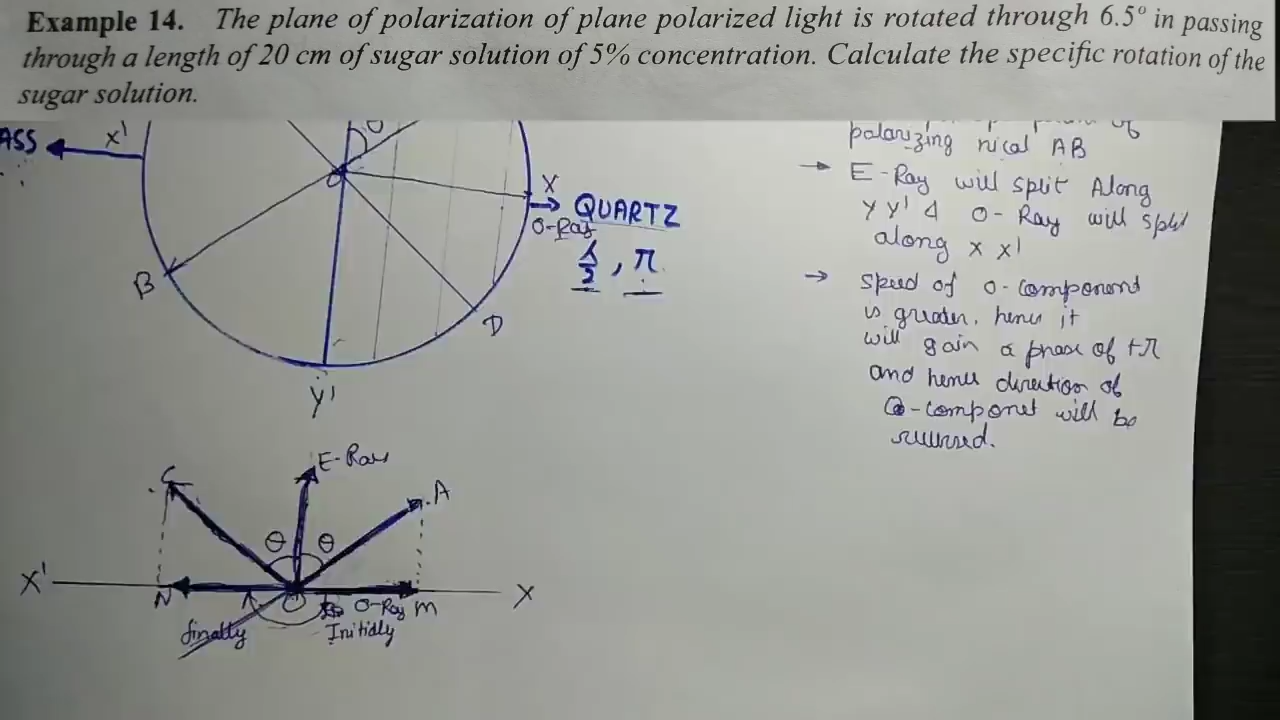 Example 14. The plane of polarization of plane polarized light is rotated through 6.5° in passing
through a length of 20 cm of sugar solution of 5% concentration. Calculate the specific rotation of the
sugar solution.
ASS
X'
θ
O
X
QUARTZ
O-Ray
λ/2, π
B
D
Y'
polarizing nical AB
→ E-Ray will split Along
YY' & O-Ray will split
along X X'
→ Speed of O-component
is greater, hence it
will gain a phase of +π
and hence direction of
O-componet will be
E-Ray
C
A
θ
θ
X'
N
O
O-Ray
M
X
finally
Initially